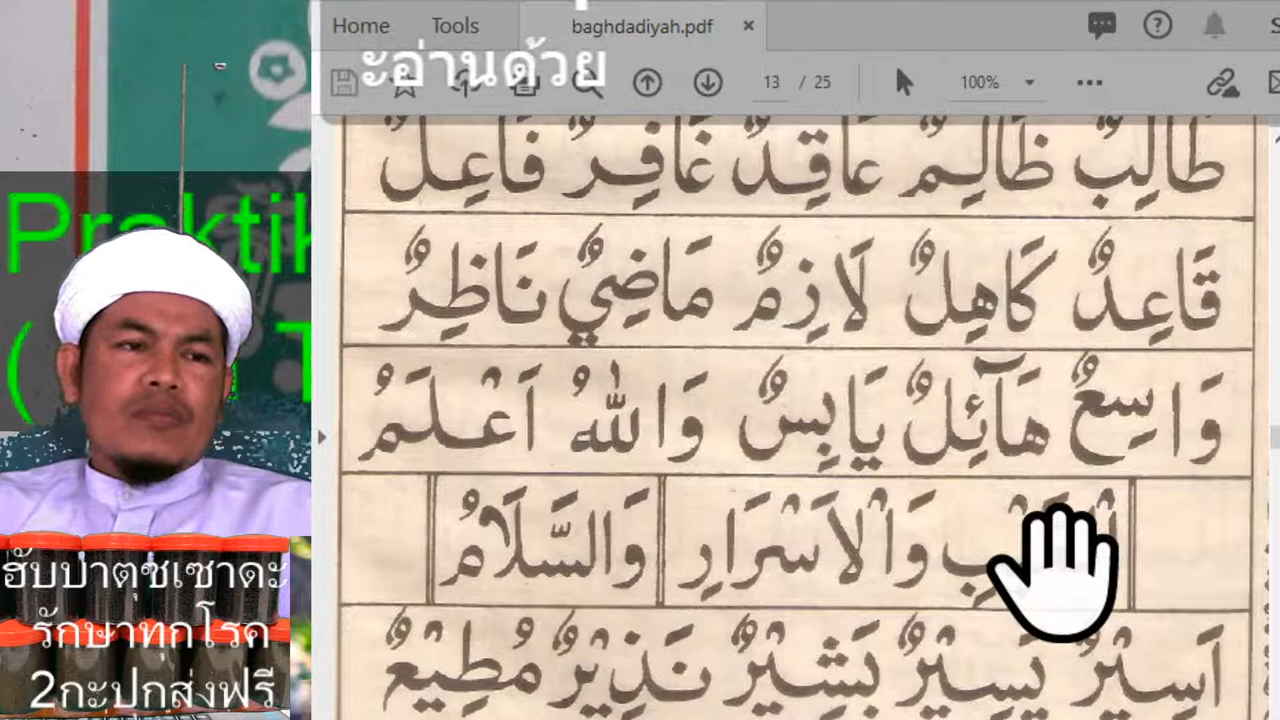 Home Tools baghdadiyah.pdf
ะอ่านด้วย
13 / 25 100%
طَالِبٌ ظَالِمٌ عَاقِدٌ غَافِرٌ فَاعِلٌ
قَاعِدٌ كَاهِلٌ لَازِمٌ مَاضِيٌ نَاظِرٌ
وَاسِعٌ هَآئِلٌ يَابِسٌ وَاللهُ اَعْلَمُ
وَالْاَسْرَارِ وَالسَّلَامُ
اَسِيْرٌ يَسِيْرٌ بَشِيْرٌ نَذِيْرٌ مُطِيْعٌ
Praktik
( T
ฮับบาตุซเซาดะ
รักษาทุกโรค
2กะปุกส่งฟรี